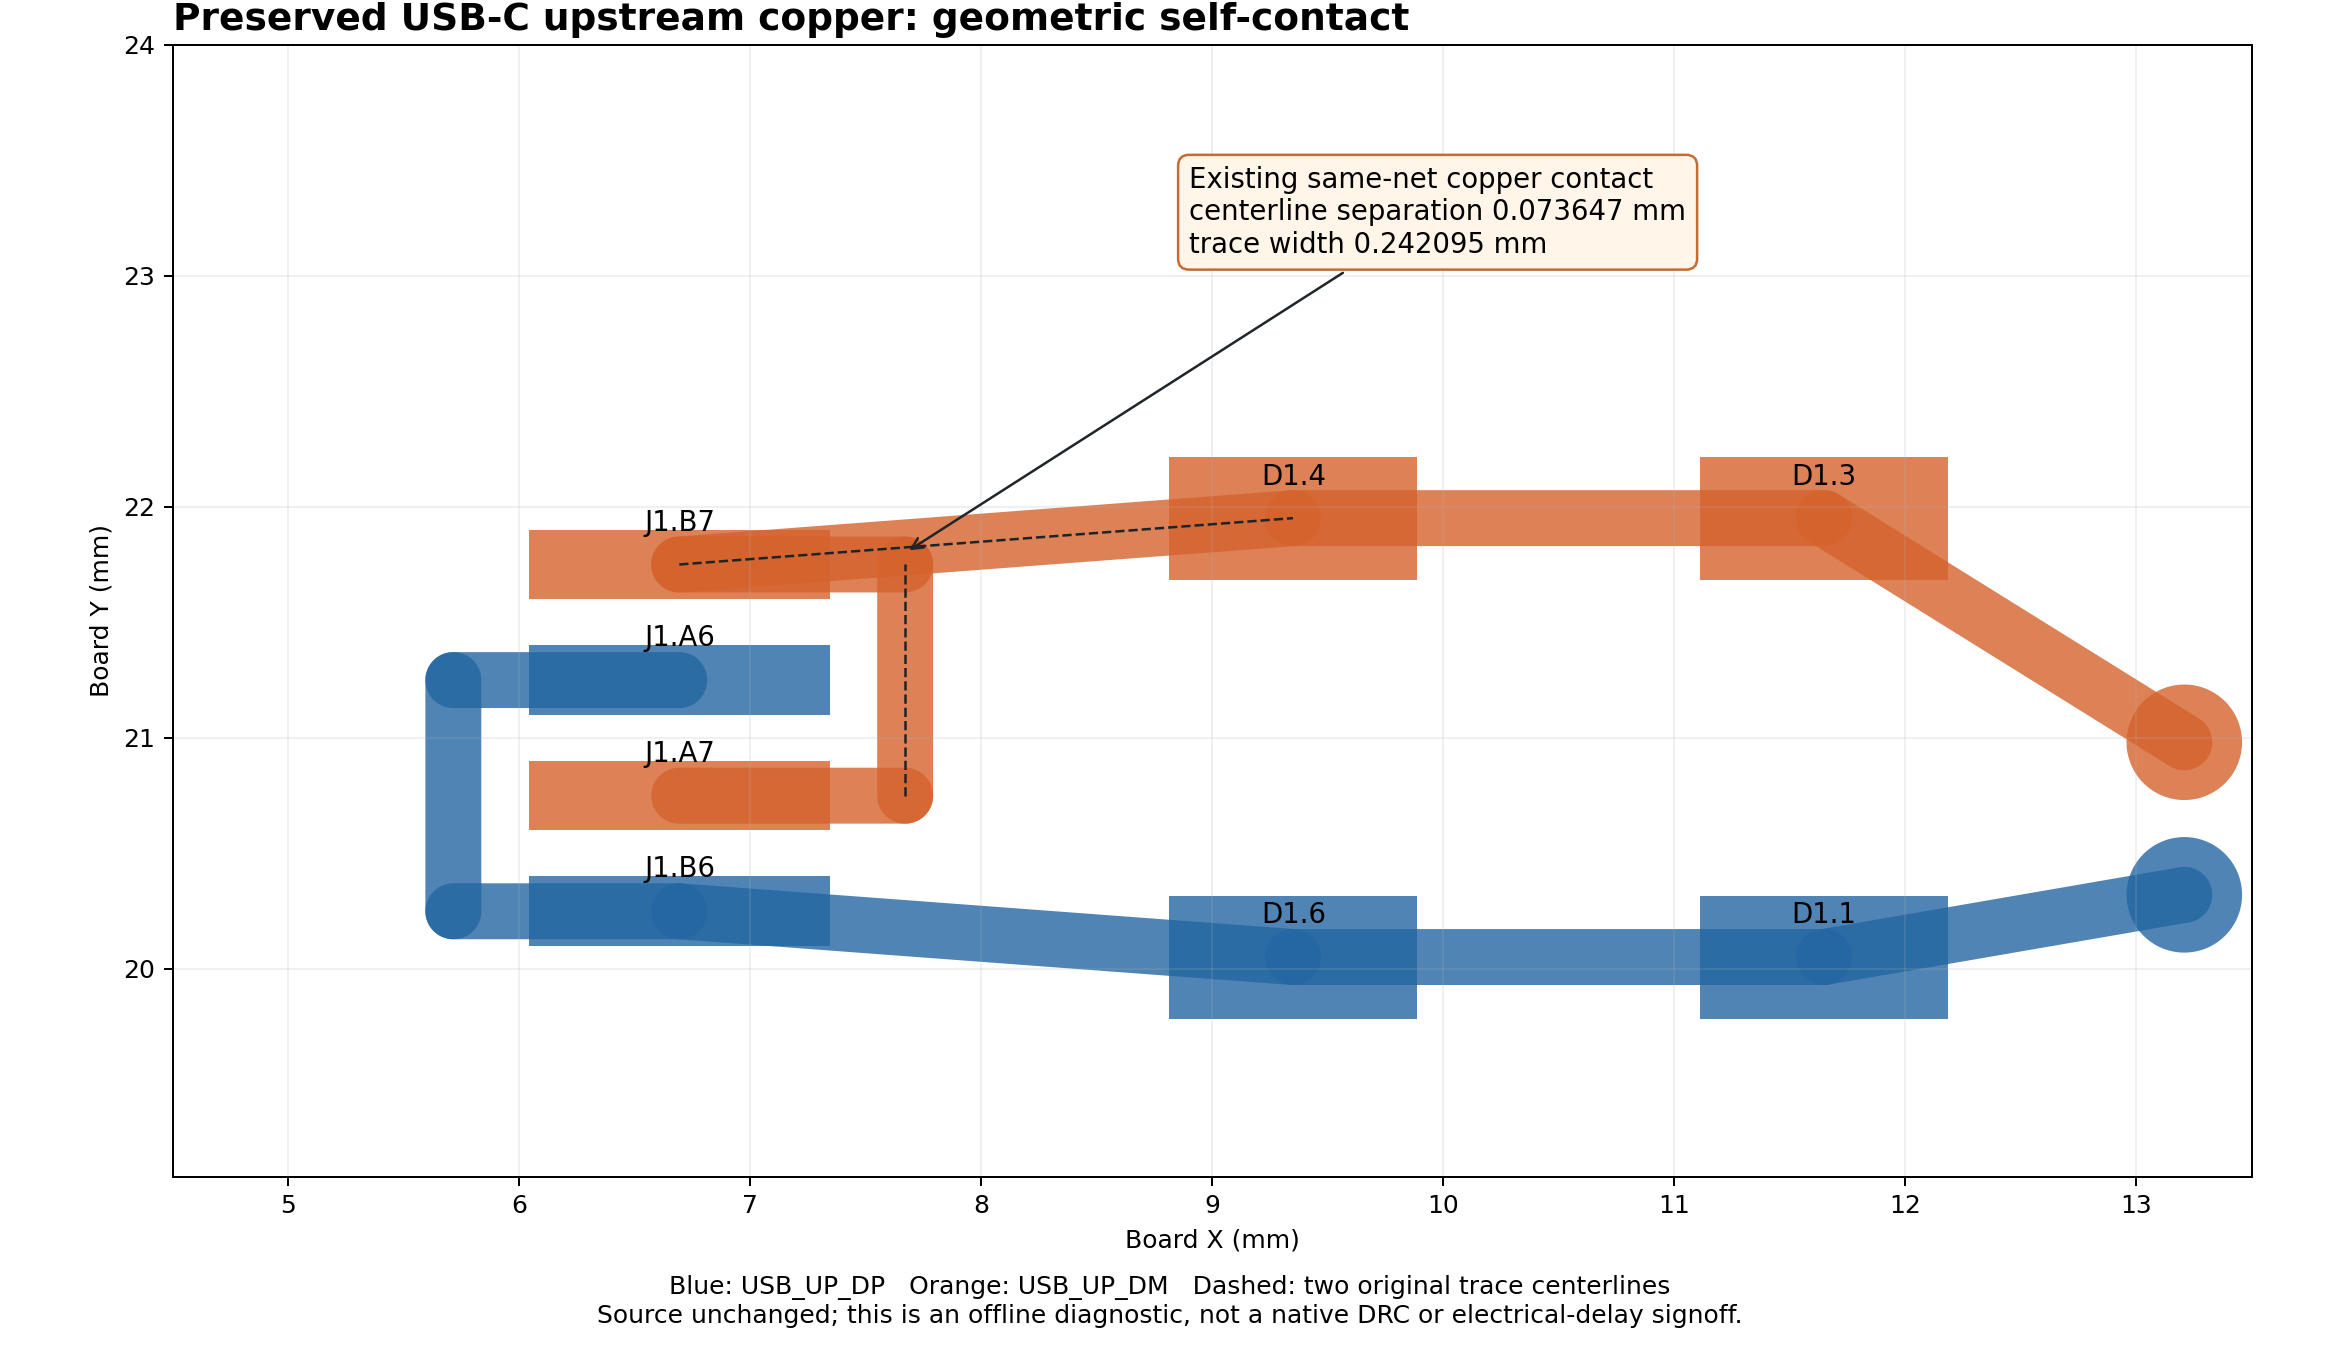 Preserved USB-C upstream copper: geometric self-contact
24
23
22
21
20
Board Y (mm)
Existing same-net copper contact
centerline separation 0.073647 mm
trace width 0.242095 mm
D1.4
D1.3
J1.B7
J1.A6
J1.A7
J1.B6
D1.6
D1.1
5 6 7 8 9 10 11 12 13
Board X (mm)
Blue: USB_UP_DP Orange: USB_UP_DM Dashed: two original trace centerlines
Source unchanged; this is an offline diagnostic, not a native DRC or electrical-delay signoff.